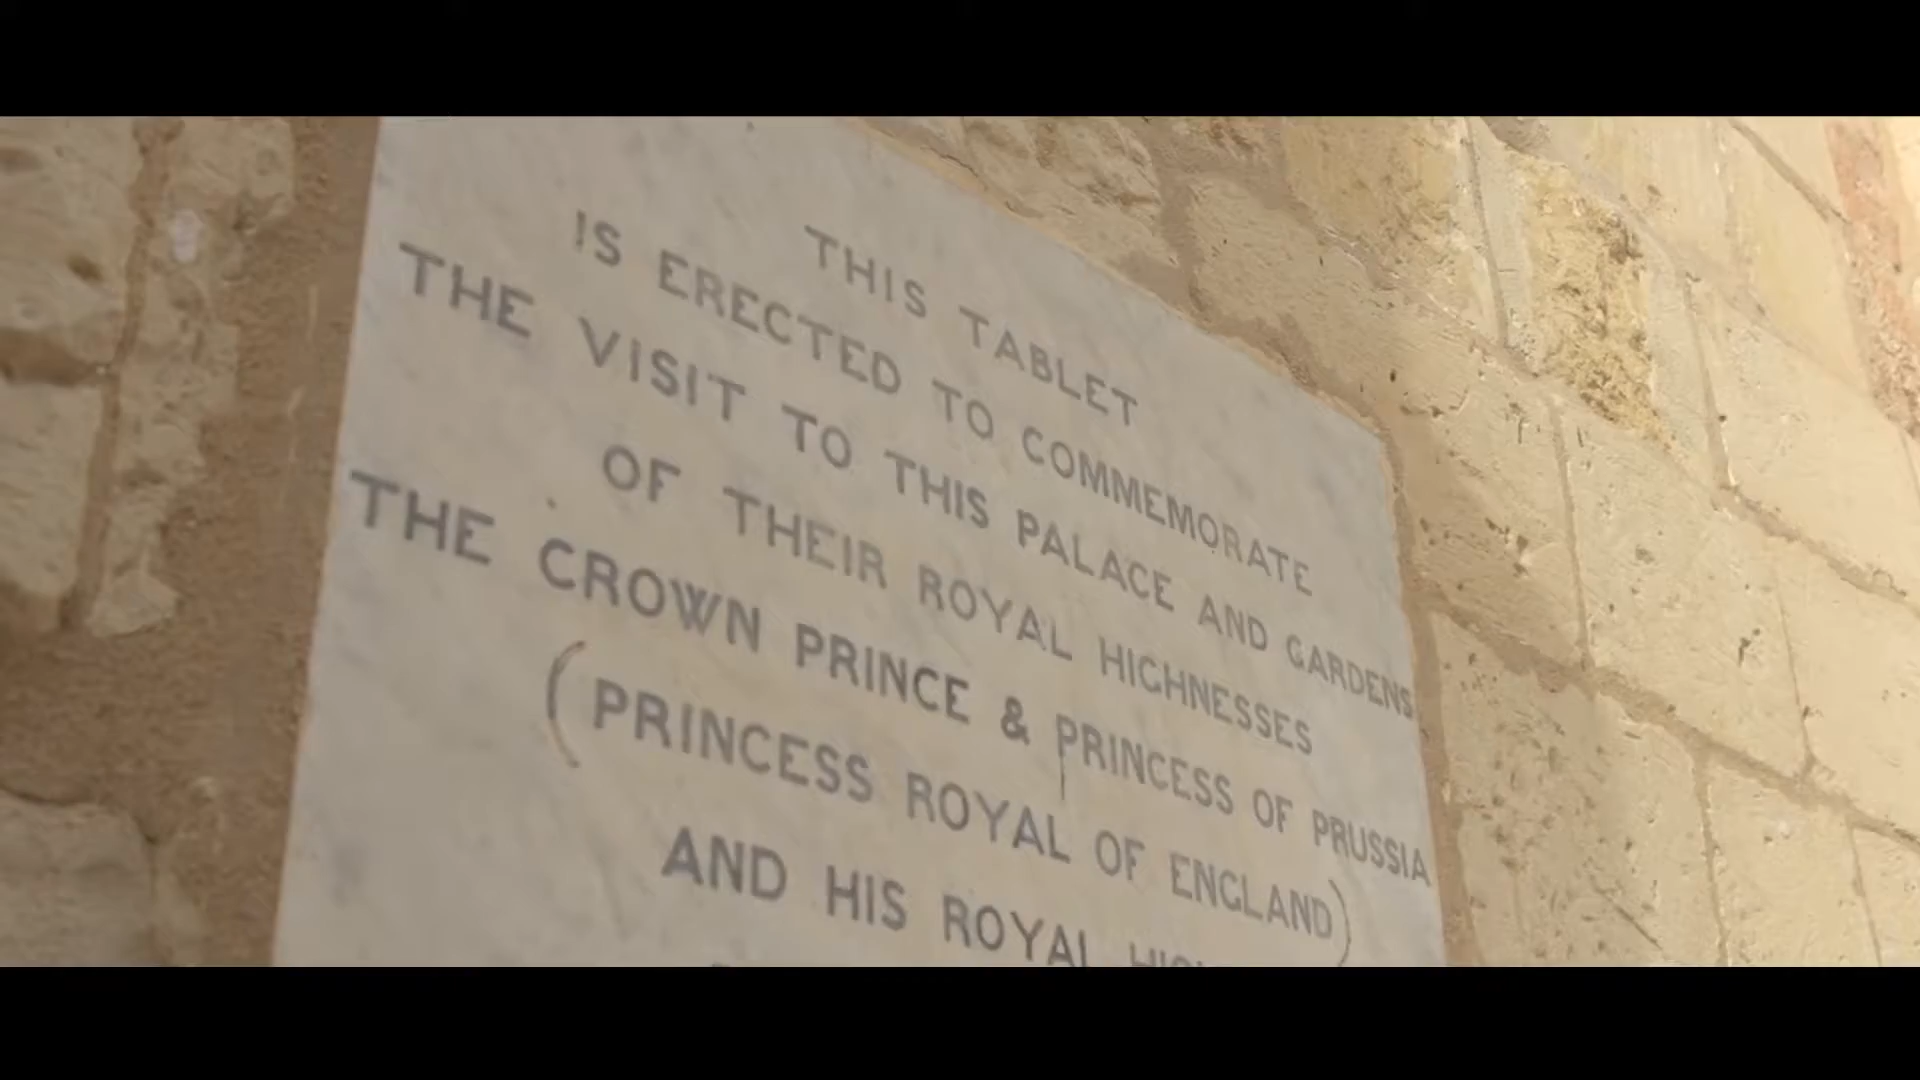 THIS TABLET
IS ERECTED TO COMMEMORATE
THE VISIT TO THIS PALACE AND GARDENS
OF THEIR ROYAL HIGHNESSES
THE CROWN PRINCE & PRINCESS OF PRUSSIA
(PRINCESS ROYAL OF ENGLAND)
AND HIS ROYAL